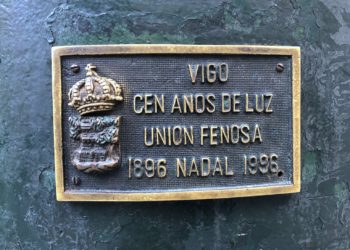 VIGO
CEN ANOS DE LUZ
UNION FENOSA
1896 NADAL 1996